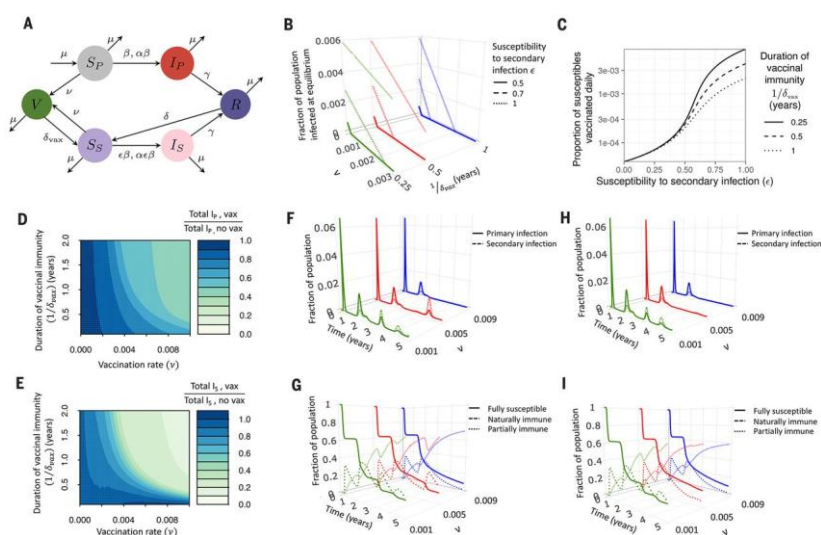 A
μ
μ
μ
S_P
β, αβ
I_P
μ
ν
γ
V
ν
δ
R
δ_vax
γ
μ
μ
S_S
εβ, αεβ
I_S
μ
B
Fraction of population
infected at equilibrium
0.006
0.004
0.002
0
0
0.001
0.002
0.003
ν
0.25
0.5
1
1/δ_vax (years)
Susceptibility
to secondary
infection ϵ
0.5
0.7
1
C
Proportion of susceptibles
vaccinated daily
3e-03
1e-03
3e-04
1e-04
0.00
0.25
0.50
0.75
1.00
Susceptibility to secondary infection (ϵ)
Duration of
vaccinal
immunity
1/δ_vax
(years)
0.25
0.5
1
D
Duration of vaccinal immunity
(1/δ_vax) (years)
2.0
1.5
1.0
0.5
0.000
0.004
0.008
Vaccination rate (ν)
Total I_P, vax
Total I_P, no vax
1.0
0.8
0.6
0.4
0.2
0.0
E
Duration of vaccinal immunity
(1/δ_vax) (years)
2.0
1.5
1.0
0.5
0.000
0.004
0.008
Vaccination rate (ν)
Total I_S, vax
Total I_S, no vax
1.0
0.8
0.6
0.4
0.2
0.0
F
Fraction of population
0.06
0.04
0.02
0
0
1
2
3
4
5
Time (years)
0.001
0.005
0.009
ν
Primary infection
Secondary infection
H
Fraction of population
0.06
0.04
0.02
0
0
1
2
3
4
5
Time (years)
0.001
0.005
0.009
ν
Primary infection
Secondary infection
G
Fraction of population
1
0.8
0.6
0.4
0.2
0
0
1
2
3
4
5
Time (years)
0.001
0.005
0.009
ν
Fully susceptible
Naturally immune
Partially immune
I
Fraction of population
1
0.8
0.6
0.4
0.2
0
0
1
2
3
4
5
Time (years)
0.001
0.005
0.009
ν
Fully susceptible
Naturally immune
Partially immune